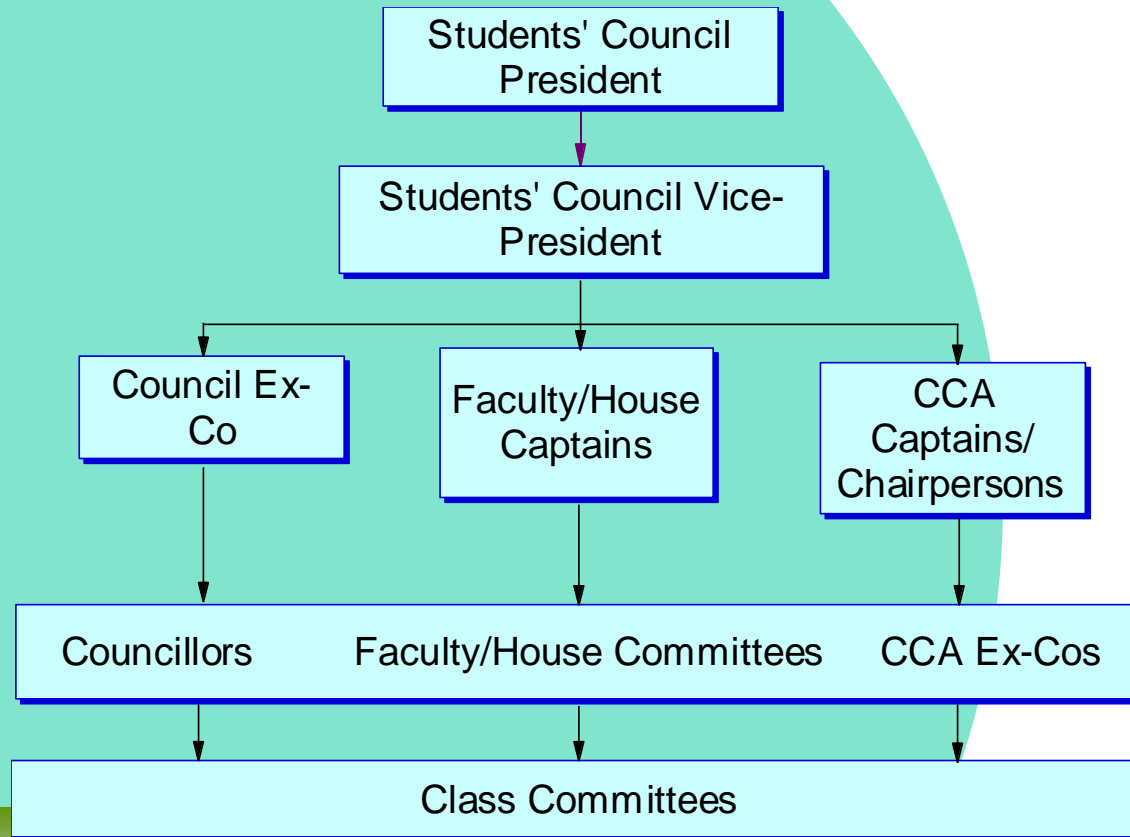 Students' Council
President
Students' Council Vice-
President
Council Ex-
Co
Faculty/House
Captains
CCA
Captains/
Chairpersons
Councillors Faculty/House Committees CCA Ex-Cos
Class Committees